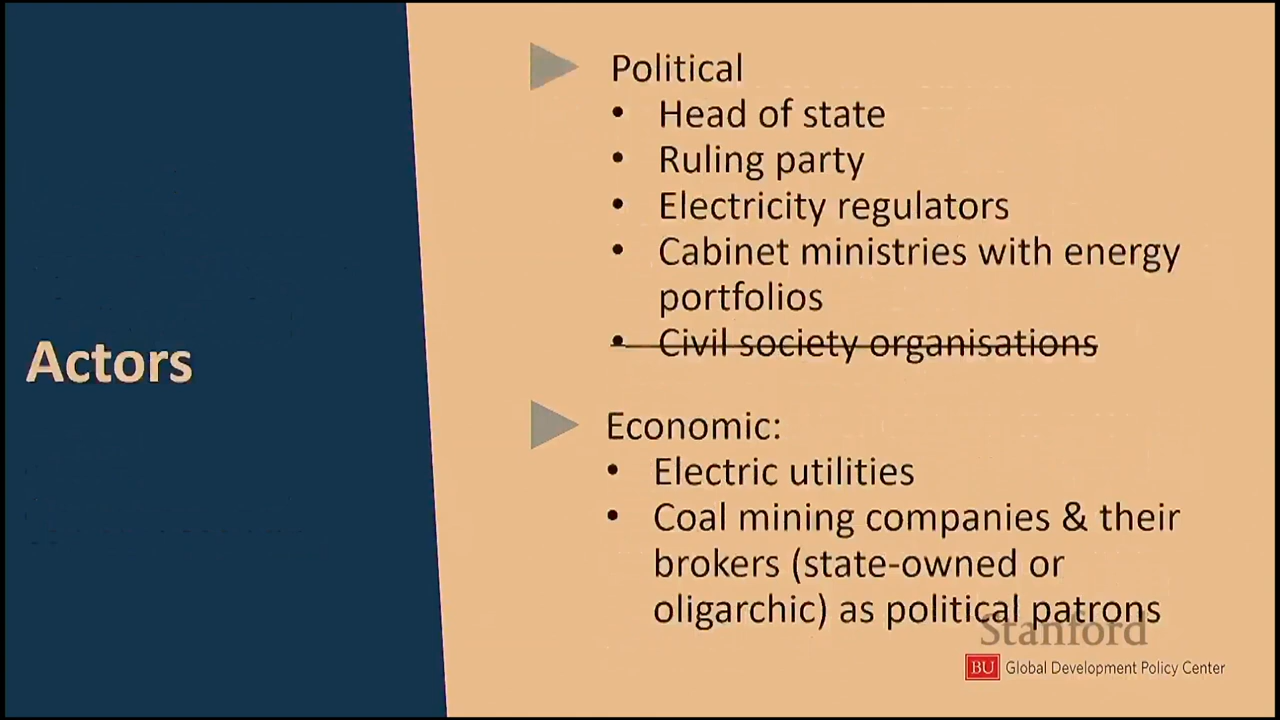 Actors
Political
• Head of state
• Ruling party
• Electricity regulators
• Cabinet ministries with energy
portfolios
• Civil society organisations
Economic:
• Electric utilities
• Coal mining companies & their
brokers (state-owned or
oligarchic) as political patrons
Stanford
BU Global Development Policy Center